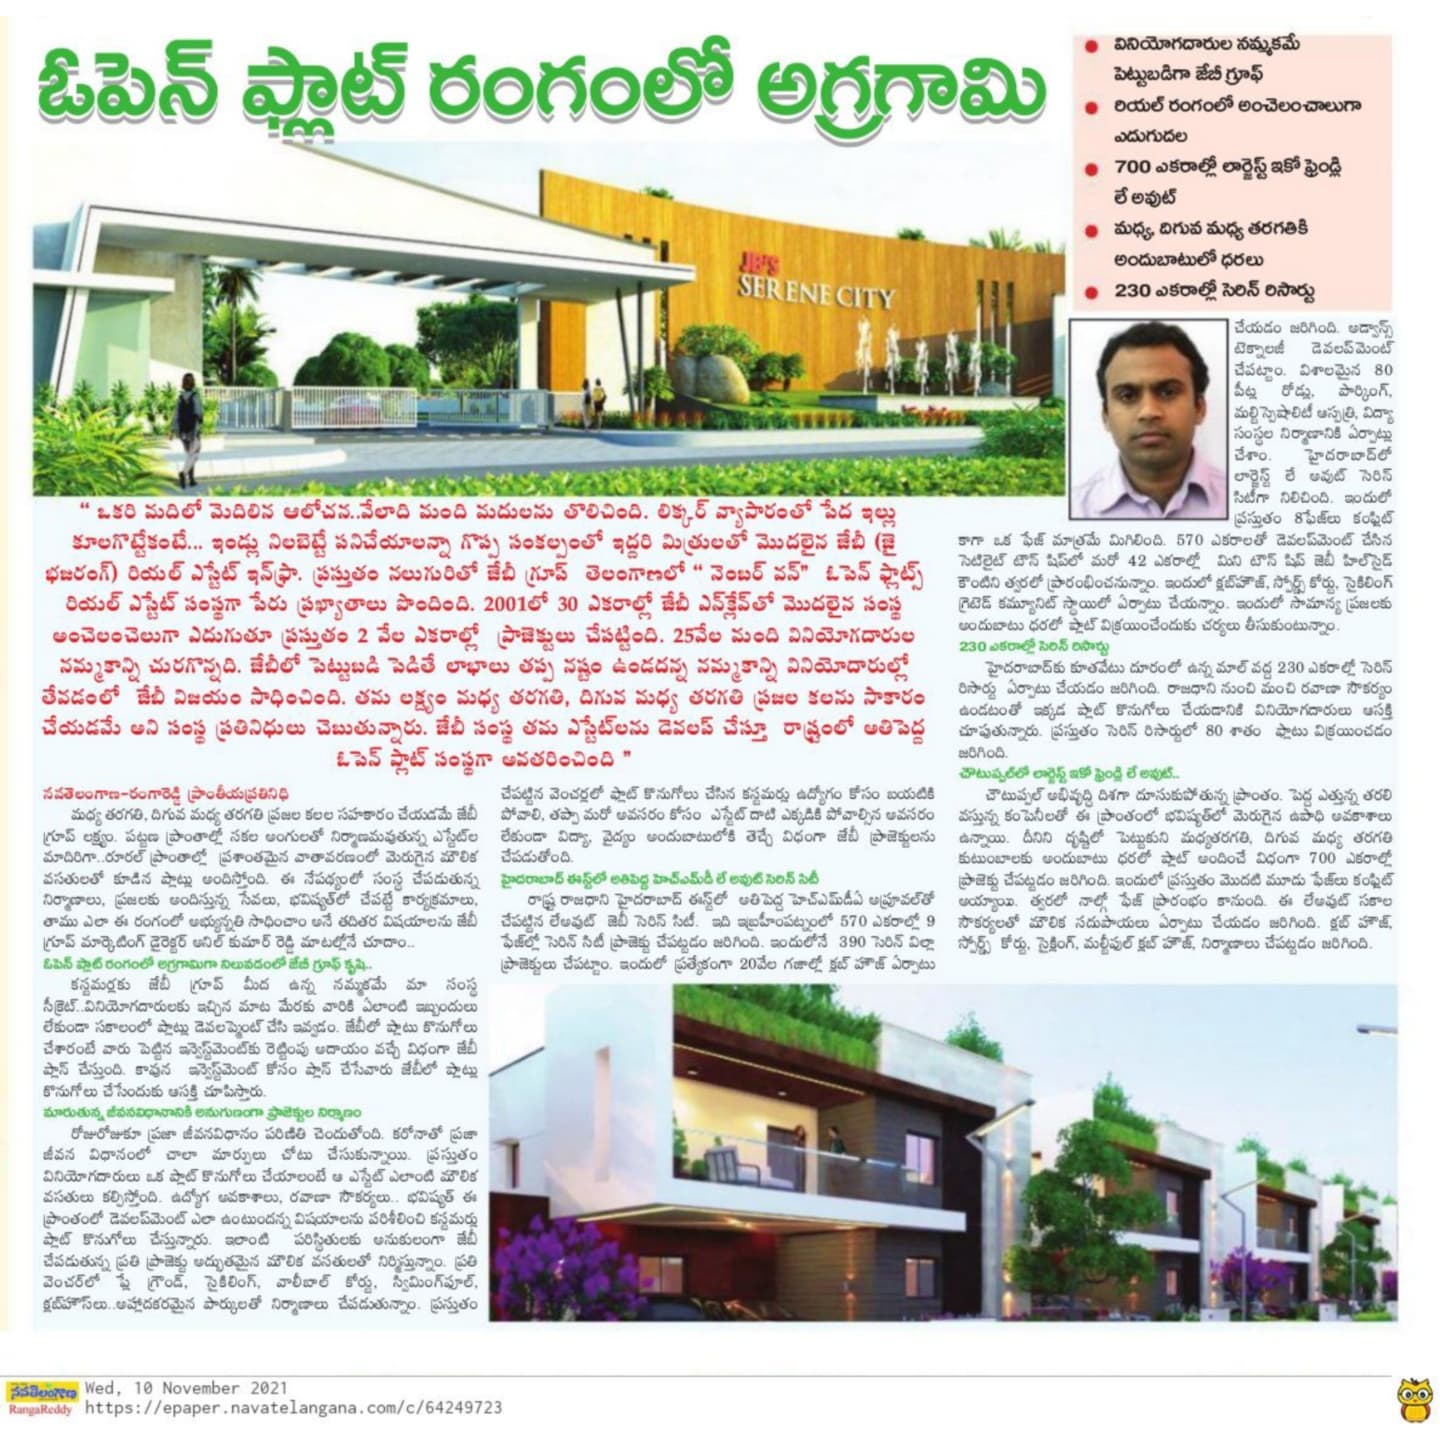 ఓపెన్ ప్లాట్ రంగంలో అగ్రగామి
వినియోగదారుల నమ్మకమే
పెట్టుబడిగా జేబీ గ్రూఫ్
రియల్ రంగంలో అంచెలంచాలుగా
ఎదుగుదల
700 ఎకరాల్లో లార్జెస్ట్ ఇకో ఫ్రెండ్లి
లే అవుట్
మధ్య, దిగువ మధ్య తరగతికి
అందుబాటులో ధరలు
230 ఎకరాల్లో సెరిన్ రిసార్టు
JB'S
SERENE CITY
“ ఒకరి మదిలో మెదిలిన ఆలోచన..వేలాది మంది మదులను తొలిచింది. లిక్కర్ వ్యాపారంతో పేద ఇల్లు
కూలగొట్టేకంటే... ఇండ్లు నిలబెట్టే పనిచేయాలన్నా గొప్ప సంకల్పంతో ఇద్దరి మిత్రులతో మొదలైన జేబీ (జై
భజరంగ్) రియల్ ఎస్టేట్ ఇన్‌ఫ్రా. ప్రస్తుతం నలుగురితో జేబీ గ్రూప్ తెలంగాణలో “ నెంబర్ వన్” ఓపెన్ ఫ్లాట్స్
రియల్ ఎస్టేట్ సంస్థగా పేరు ప్రఖ్యాతాలు పొందింది. 2001లో 30 ఎకరాల్లో జేబీ ఎన్‌క్లేవ్‌తో మొదలైన సంస్థ
అంచెలంచెలుగా ఎదుగుతూ ప్రస్తుతం 2 వేల ఎకరాల్లో ప్రాజెక్టులు చేపట్టింది. 25వేల మంది వినియోగదారుల
నమ్మకాన్ని చురగొన్నది. జేబీలో పెట్టుబడి పెడితే లాభాలు తప్ప నష్టం ఉండదన్న నమ్మకాన్ని వినియోదారుల్లో
తేవడంలో జేబీ విజయం సాధించింది. తమ లక్ష్యం మధ్య తరగతి, దిగువ మధ్య తరగతి ప్రజల కలను సాకారం
చేయడమే అని సంస్థ ప్రతినిధులు చెబుతున్నారు. జేబీ సంస్థ తమ ఎస్టేట్‌లను డెవలప్ చేస్తూ రాష్ట్రంలో అతిపెద్ద
ఓపెన్ ప్లాట్ సంస్థగా అవతరించింది ”
నవతెలంగాణ-రంగారెడ్డి ప్రాంతీయప్రతినిధి
మధ్య తరగతి, దిగువ మధ్య తరగతి ప్రజల కలల సహకారం చేయడమే జేబీ
గ్రూప్ లక్ష్యం. పట్టణ ప్రాంతాల్లో సకల అంగులతో నిర్మాణమవుతున్న ఎస్టేట్‌ల
మాదిరిగా..రూరల్ ప్రాంతాల్లో ప్రశాంతమైన వాతావరణంలో మెరుగైన మౌలిక
వసతులతో కూడిన ప్లాట్లు అందిస్తోంది. ఈ నేపథ్యంలో సంస్థ చేపడుతున్న
నిర్మాణలు, ప్రజలకు అందిస్తున్న సేవలు, భవిష్యత్‌లో చేపట్టే కార్యక్రమాలు,
తాము ఎలా ఈ రంగంలో అభ్యున్నతి సాధించాం అనే తదితర విషయాలను జేబీ
గ్రూప్ మార్కెటింగ్ డైరెక్టర్ అనిల్ కుమార్ రెడ్డి మాటల్లోనే చూదాం..
ఓపెన్ ప్లాట్ రంగంలో అగ్రగామిగా నిలువడంలో జేబీ గ్రూఫ్ కృషి..
కస్టమర్లకు జేబీ గ్రూప్ మీద ఉన్న నమ్మకమే మా సంస్థ
సీక్రెట్..వినియోగదారులకు ఇచ్చిన మాట మేరకు వారికి ఏలాంటి ఇబ్బందులు
లేకుండా సకాలంలో ప్లాట్లు డెవలప్మెంట్ చేసి ఇవ్వడం. జేబీలో ప్లాటు కొనుగోలు
చేశారంటే వారు పెట్టిన ఇన్వెస్ట్‌మెంట్‌కు రెట్టింపు అదాయం వచ్చే విధంగా జేబీ
ప్లాన్ చేస్తుంది. కావున ఇన్వెస్ట్‌మెంట్ కోసం ప్లాన్ చేసేవారు జేబీలో ప్లాట్లు
కొనుగోలు చేసేందుకు ఆసక్తి చూపిస్తారు.
మారుతున్న జీవనవిధానానికి అనుగుణంగా ప్రాజెక్టుల నిర్మాణం
రోజురోజుకూ ప్రజా జీవనవిధానం పరిణితి చెందుతోంది. కరోనాతో ప్రజా
జీవన విధానంలో చాలా మార్పులు చోటు చేసుకున్నాయి. ప్రస్తుతం
వినియోగదారులు ఒక ప్లాట్ కొనుగోలు చేయాలంటే ఆ ఎస్టేట్ ఎలాంటి మౌలిక
వసతులు కల్పిస్తోంది. ఉద్యోగ అవకాశాలు, రవాణా సౌకర్యలు.. భవిష్యత్ ఈ
ప్రాంతంలో డెవలప్‌మెంట్ ఎలా ఉంటుందన్న విషయాలను పరిశీలించి కస్టమర్లు
ప్లాట్ కొనుగోలు చేస్తున్నారు. ఇలాంటి పరిస్థితులకు అనుకులంగా జేబీ
చేపడుతున్న ప్రతి ప్రాజెక్టు అద్భుతమైన మౌలిక వసతులతో నిర్మిస్తున్నాం. ప్రతి
వెంచర్‌లో ప్లే గ్రౌండ్, సైకిలింగ్, వాలీబాల్ కోర్టు, స్విమింగ్‌పూల్,
క్లబ్‌హౌస్‌లు..అహ్లాదకరమైన పార్కులతో నిర్మాణాలు చేపడుతున్నాం. ప్రస్తుతం
చేపట్టిన వెంచర్లలో ప్లాట్ కొనుగోలు చేసిన కస్టమర్లు ఉద్యోగం కోసం బయటికి
పోవాలి, తప్పా మరో అవసరం కోసం ఎస్టేట్ దాటి ఎక్కడికి పోవాల్సిన అవసరం
లేకుండా విద్యా, వైద్యం అందుబాటులోకి తెచ్చే విధంగా జేబీ ప్రాజెక్టులను
చేపడుతోంది.
హైదరాబాద్ ఈస్ట్‌లో అతిపెద్ద హెచ్ఎమ్‌డీ లే అవుట్ సెరిన్ సిటీ
రాష్ట్ర రాజధాని హైదరాబాద్ ఈస్ట్‌లో అతిపెద్ద హెచ్ఎమ్‌డీఏ అప్రూవల్‌తో
చేపట్టిన లేఅవుట్ జెబీ సెరిన్ సిటీ. ఇది ఇబ్రహీంపట్నంలో 570 ఎకరాల్లో 9
ఫేజ్‌ల్లో సెరిన్ సిటీ ప్రాజెక్టు చేపట్టడం జరిగింది. ఇందులోనే 390 సెరిన్ విల్లా
ప్రాజెక్టులు చేపట్టాం. ఇందులో ప్రత్యేకంగా 20వేల గజాల్లో క్లబ్ హౌజ్ ఏర్పాటు
చేయడం జరిగింది. అడ్వాన్స్
టెక్నాలజీ డెవలప్‌మెంట్
చేపట్టాం. విశాలమైన 80
పీట్ల రోడ్లు, పార్కింగ్,
మల్టిస్పెషాలిటీ ఆస్పత్రి, విద్యా
సంస్థల నిర్మాణానికి ఏర్పాట్లు
చేశాం. హైదరాబాద్‌లో
లార్జెస్ట్ లే అవుట్ సెరిన్
సిటీగా నిలిచింది. ఇందులో
ప్రస్తుతం 8ఫేజ్‌లు కంప్లిట్
కాగా ఒక ఫేజ్ మాత్రమే మిగిలింది. 570 ఎకరాలతో డెవలప్‌మెంట్ చేసిన
సెటిలైట్ టౌన్ షిప్‌లో మరో 42 ఎకరాల్లో మిని టౌన్ షిప్ జెబీ హిల్‌సైడ్
కౌంటిని త్వరలో ప్రారంభించనున్నాం. ఇందులో క్లబ్‌హౌజ్, స్పోర్ట్స్ కోర్టు, సైకిలింగ్
గ్రెటెడ్ కమ్యూనిట్ స్థాయిలో ఏర్పాటు చేయన్నాం. ఇందులో సామాన్య ప్రజలకు
అందుబాటు ధరలో ప్లాట్ విక్రయించేందుకు చర్యలు తీసుకుంటున్నాం.
230 ఎకరాల్లో సెరిన్ రిసార్టు
హైదరాబాద్‌కు కూతవేటు దూరంలో ఉన్న మాల్ వద్ద 230 ఎకరాల్లో సెరిన్
రిసార్టు ఏర్పాటు చేయడం జరిగింది. రాజధాని నుంచి మంచి రవాణా సౌకర్యం
ఉండటంతో ఇక్కడ ప్లాట్ కొనుగోలు చేయడానికి వినియోగదారులు ఆసక్తి
చూపుతున్నారు. ప్రస్తుతం సెరిన్ రిసార్టులో 80 శాతం ఫ్లాటు విక్రయించడం
జరిగింది.
చౌటుప్పల్‌లో లార్జెస్ట్ ఇకో ఫ్రెండ్లి లే అవుట్..
చౌటుప్పల్ అభివృద్ధి దిశగా దూసుకుపోతున్న ప్రాంతం. పెద్ద ఎత్తున్న తరలి
వస్తున్న కంపెనీలతో ఈ ప్రాంతంలో భవిష్యత్‌లో మెరుగైన ఉపాధి అవకాశాలు
ఉన్నాయి. దీనిని దృష్టిలో పెట్టుకుని మధ్యతరగతి, దిగువ మధ్య తరగతి
కుటుంబాలకు అందుబాటు ధరలో ప్లాట్ అందించే విధంగా 700 ఎకరాల్లో
ప్రాజెక్టు చేపట్టడం జరిగింది. ఇందులో ప్రస్తుతం మొదటి మూడు ఫేజ్‌లు కంప్లిట్
అయ్యాయి. త్వరలో నాల్గో ఫేజ్ ప్రారంభం కానుంది. ఈ లేఅవుట్ సకాల
సౌకర్యలతో మౌలిక సదుపాయలు ఏర్పాటు చేయడం జరిగింది. క్లబ్ హౌజ్,
స్పోర్ట్స్ కోర్టు, సైక్లింగ్, మల్టీపుల్ క్లబ్ హౌజ్, నిర్మాణాలు చేపట్టడం జరిగింది.
నవతెలంగాణ
RangaReddy
Wed, 10 November 2021
https://epaper.navatelangana.com/c/64249723